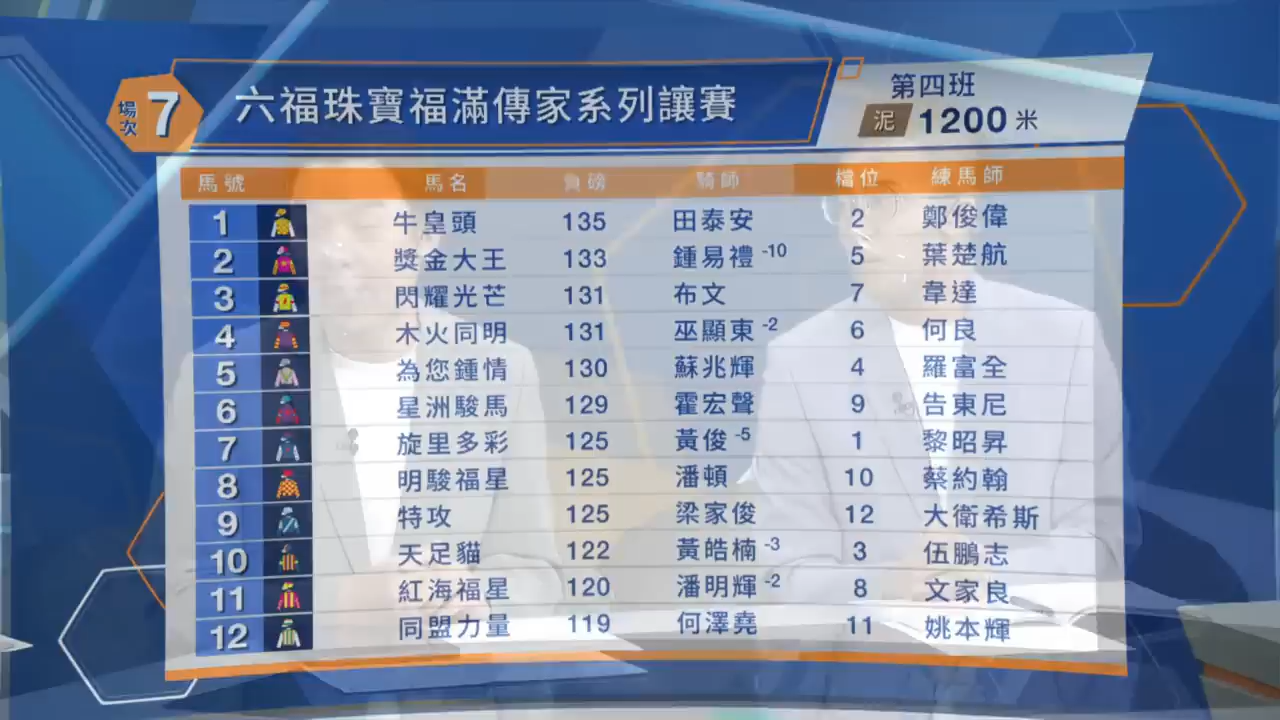 場次 7 六福珠寶福滿傳家系列讓賽
第四班
泥 1200 米
馬號 馬名 負磅 騎師 檔位 練馬師
1 牛皇頭 135 田泰安 2 鄭俊偉
2 獎金大王 133 鍾易禮 -10 5 葉楚航
3 閃耀光芒 131 布文 7 韋達
4 木火同明 131 巫顯東 -2 6 何良
5 為您鍾情 130 蘇兆輝 4 羅富全
6 星洲駿馬 129 霍宏聲 9 告東尼
7 旋里多彩 125 黃俊 -5 1 黎昭昇
8 明駿福星 125 潘頓 10 蔡約翰
9 特攻 125 梁家俊 12 大衛希斯
10 天足貓 122 黃皓楠 -3 3 伍鵬志
11 紅海福星 120 潘明輝 -2 8 文家良
12 同盟力量 119 何澤堯 11 姚本輝